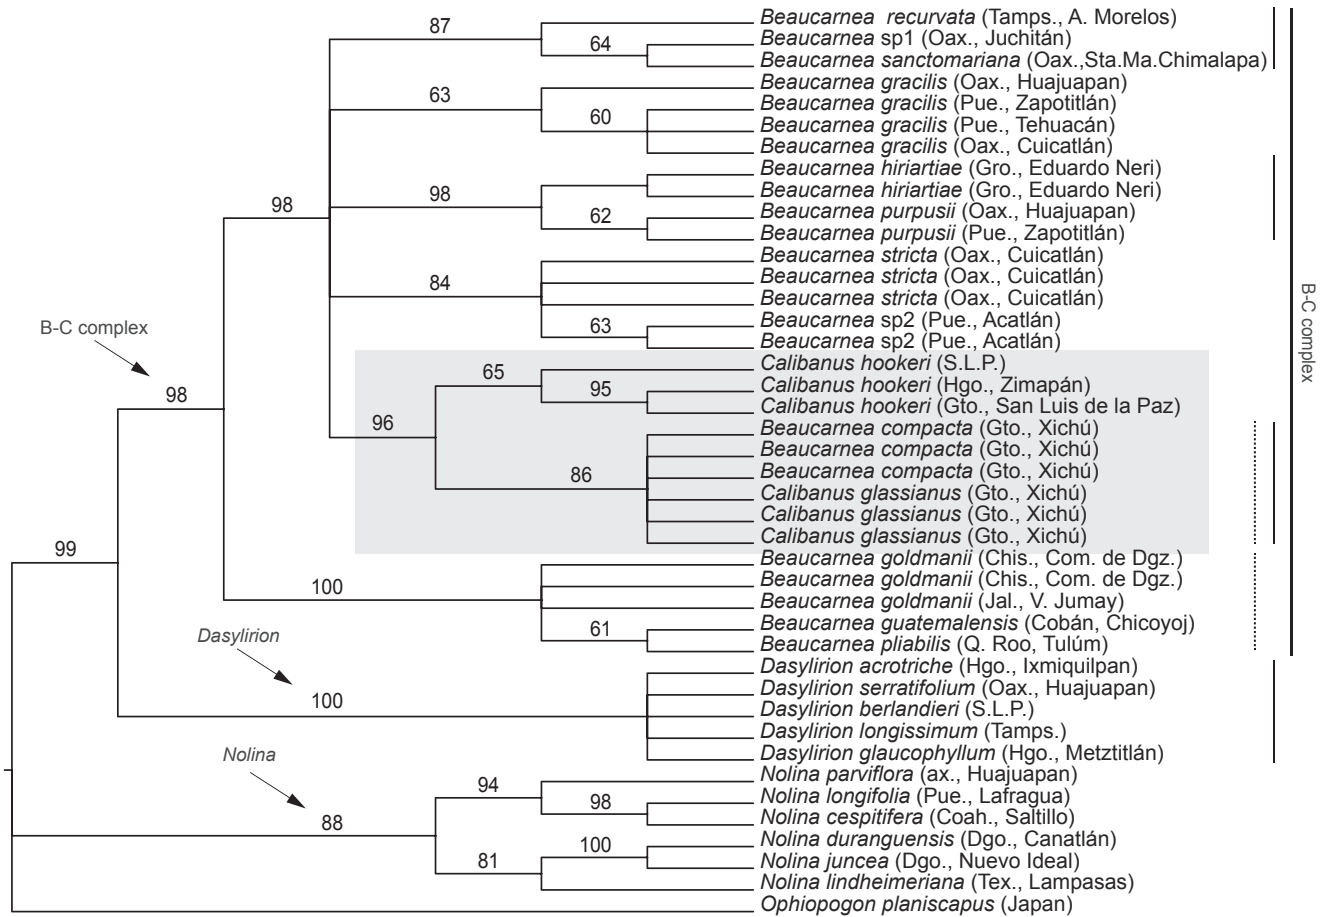 87
Beaucarnea recurvata (Tamps., A. Morelos)
64
Beaucarnea sp1 (Oax., Juchitán)
Beaucarnea sanctomariana (Oax.,Sta.Ma.Chimalapa)
63
Beaucarnea gracilis (Oax., Huajuapan)
60
Beaucarnea gracilis (Pue., Zapotitlán)
Beaucarnea gracilis (Pue., Tehuacán)
Beaucarnea gracilis (Oax., Cuicatlán)
98
98
Beaucarnea hiriartiae (Gro., Eduardo Neri)
Beaucarnea hiriartiae (Gro., Eduardo Neri)
62
Beaucarnea purpusii (Oax., Huajuapan)
Beaucarnea purpusii (Pue., Zapotitlán)
84
Beaucarnea stricta (Oax., Cuicatlán)
Beaucarnea stricta (Oax., Cuicatlán)
Beaucarnea stricta (Oax., Cuicatlán)
63
Beaucarnea sp2 (Pue., Acatlán)
Beaucarnea sp2 (Pue., Acatlán)
B-C complex
B-C complex
98
96
65
Calibanus hookeri (S.L.P.)
95
Calibanus hookeri (Hgo., Zimapán)
Calibanus hookeri (Gto., San Luis de la Paz)
86
Beaucarnea compacta (Gto., Xichú)
Beaucarnea compacta (Gto., Xichú)
Beaucarnea compacta (Gto., Xichú)
Calibanus glassianus (Gto., Xichú)
Calibanus glassianus (Gto., Xichú)
Calibanus glassianus (Gto., Xichú)
99
100
Beaucarnea goldmanii (Chis., Com. de Dgz.)
Beaucarnea goldmanii (Chis., Com. de Dgz.)
Beaucarnea goldmanii (Jal., V. Jumay)
61
Beaucarnea guatemalensis (Cobán, Chicoyoj)
Beaucarnea pliabilis (Q. Roo, Tulúm)
Dasylirion
100
Dasylirion acrotriche (Hgo., Ixmiquilpan)
Dasylirion serratifolium (Oax., Huajuapan)
Dasylirion berlandieri (S.L.P.)
Dasylirion longissimum (Tamps.)
Dasylirion glaucophyllum (Hgo., Metztitlán)
Nolina
88
94
Nolina parviflora (ax., Huajuapan)
98
Nolina longifolia (Pue., Lafragua)
Nolina cespitifera (Coah., Saltillo)
81
100
Nolina duranguensis (Dgo., Canatlán)
Nolina juncea (Dgo., Nuevo Ideal)
Nolina lindheimeriana (Tex., Lampasas)
Ophiopogon planiscapus (Japan)